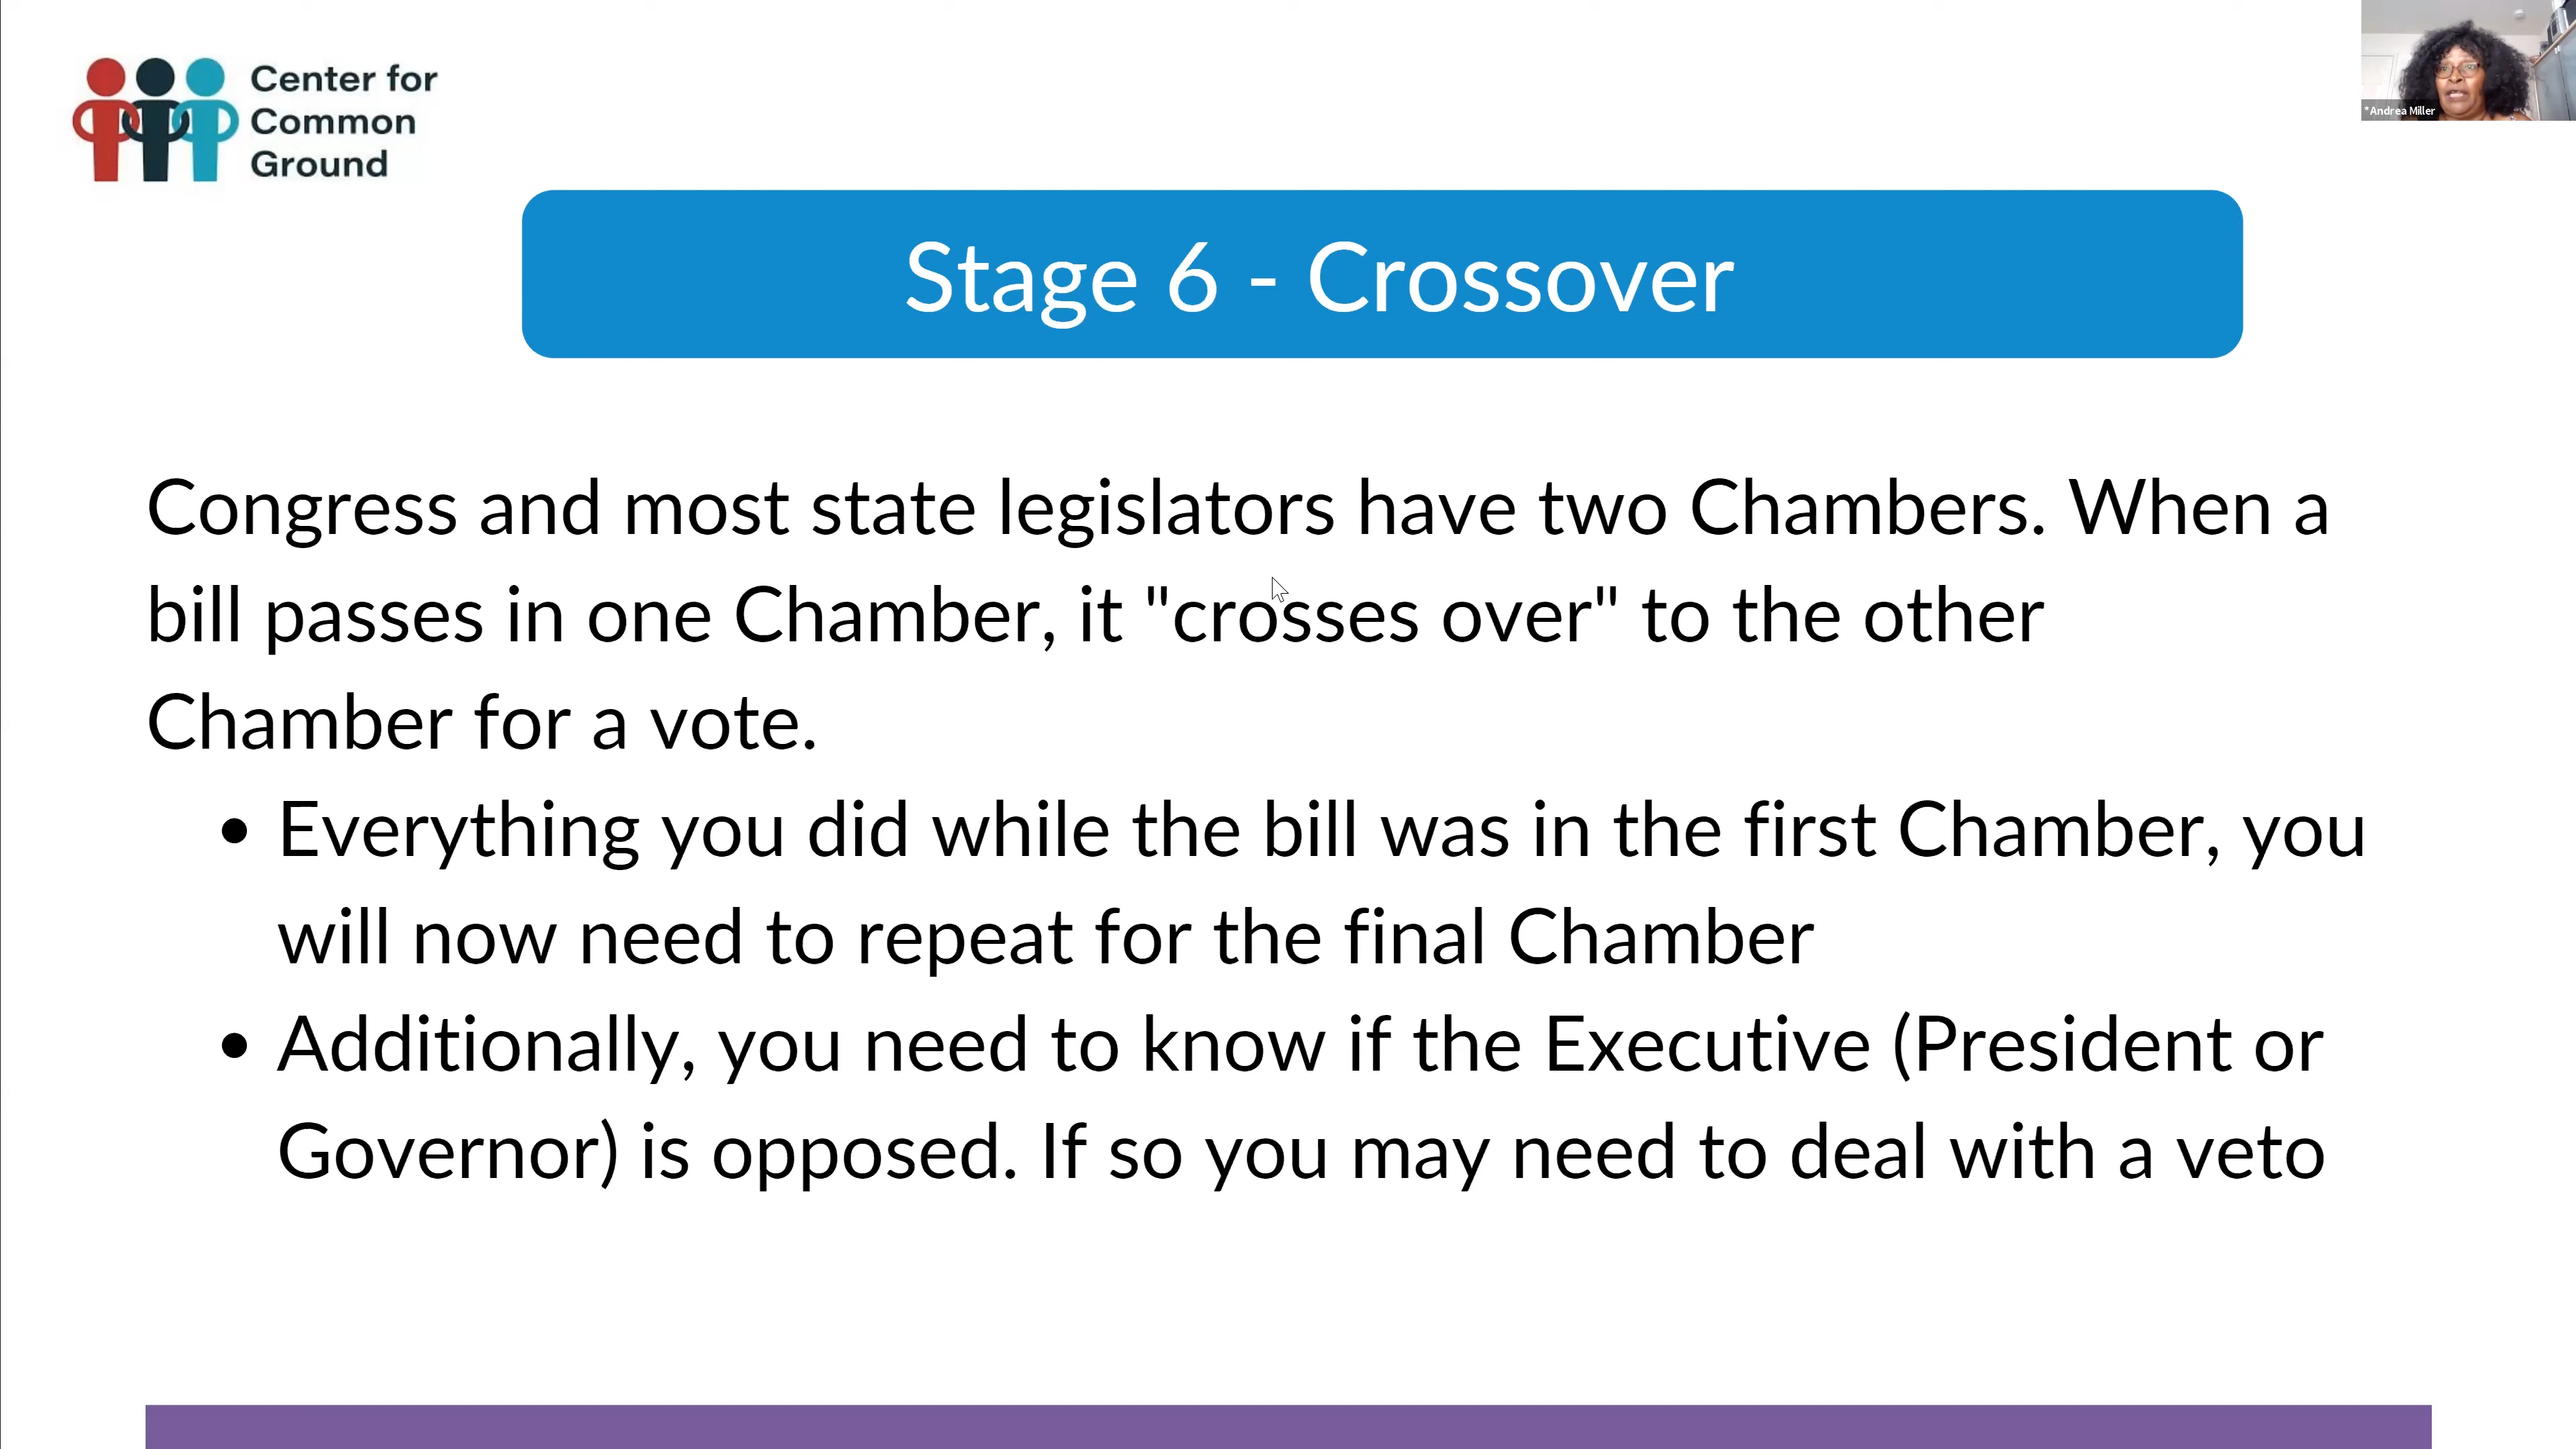 Center for
Common
Ground
*Andrea Miller
Stage 6 - Crossover
Congress and most state legislators have two Chambers. When a
bill passes in one Chamber, it "crosses over" to the other
Chamber for a vote.
• Everything you did while the bill was in the first Chamber, you
will now need to repeat for the final Chamber
• Additionally, you need to know if the Executive (President or
Governor) is opposed. If so you may need to deal with a veto